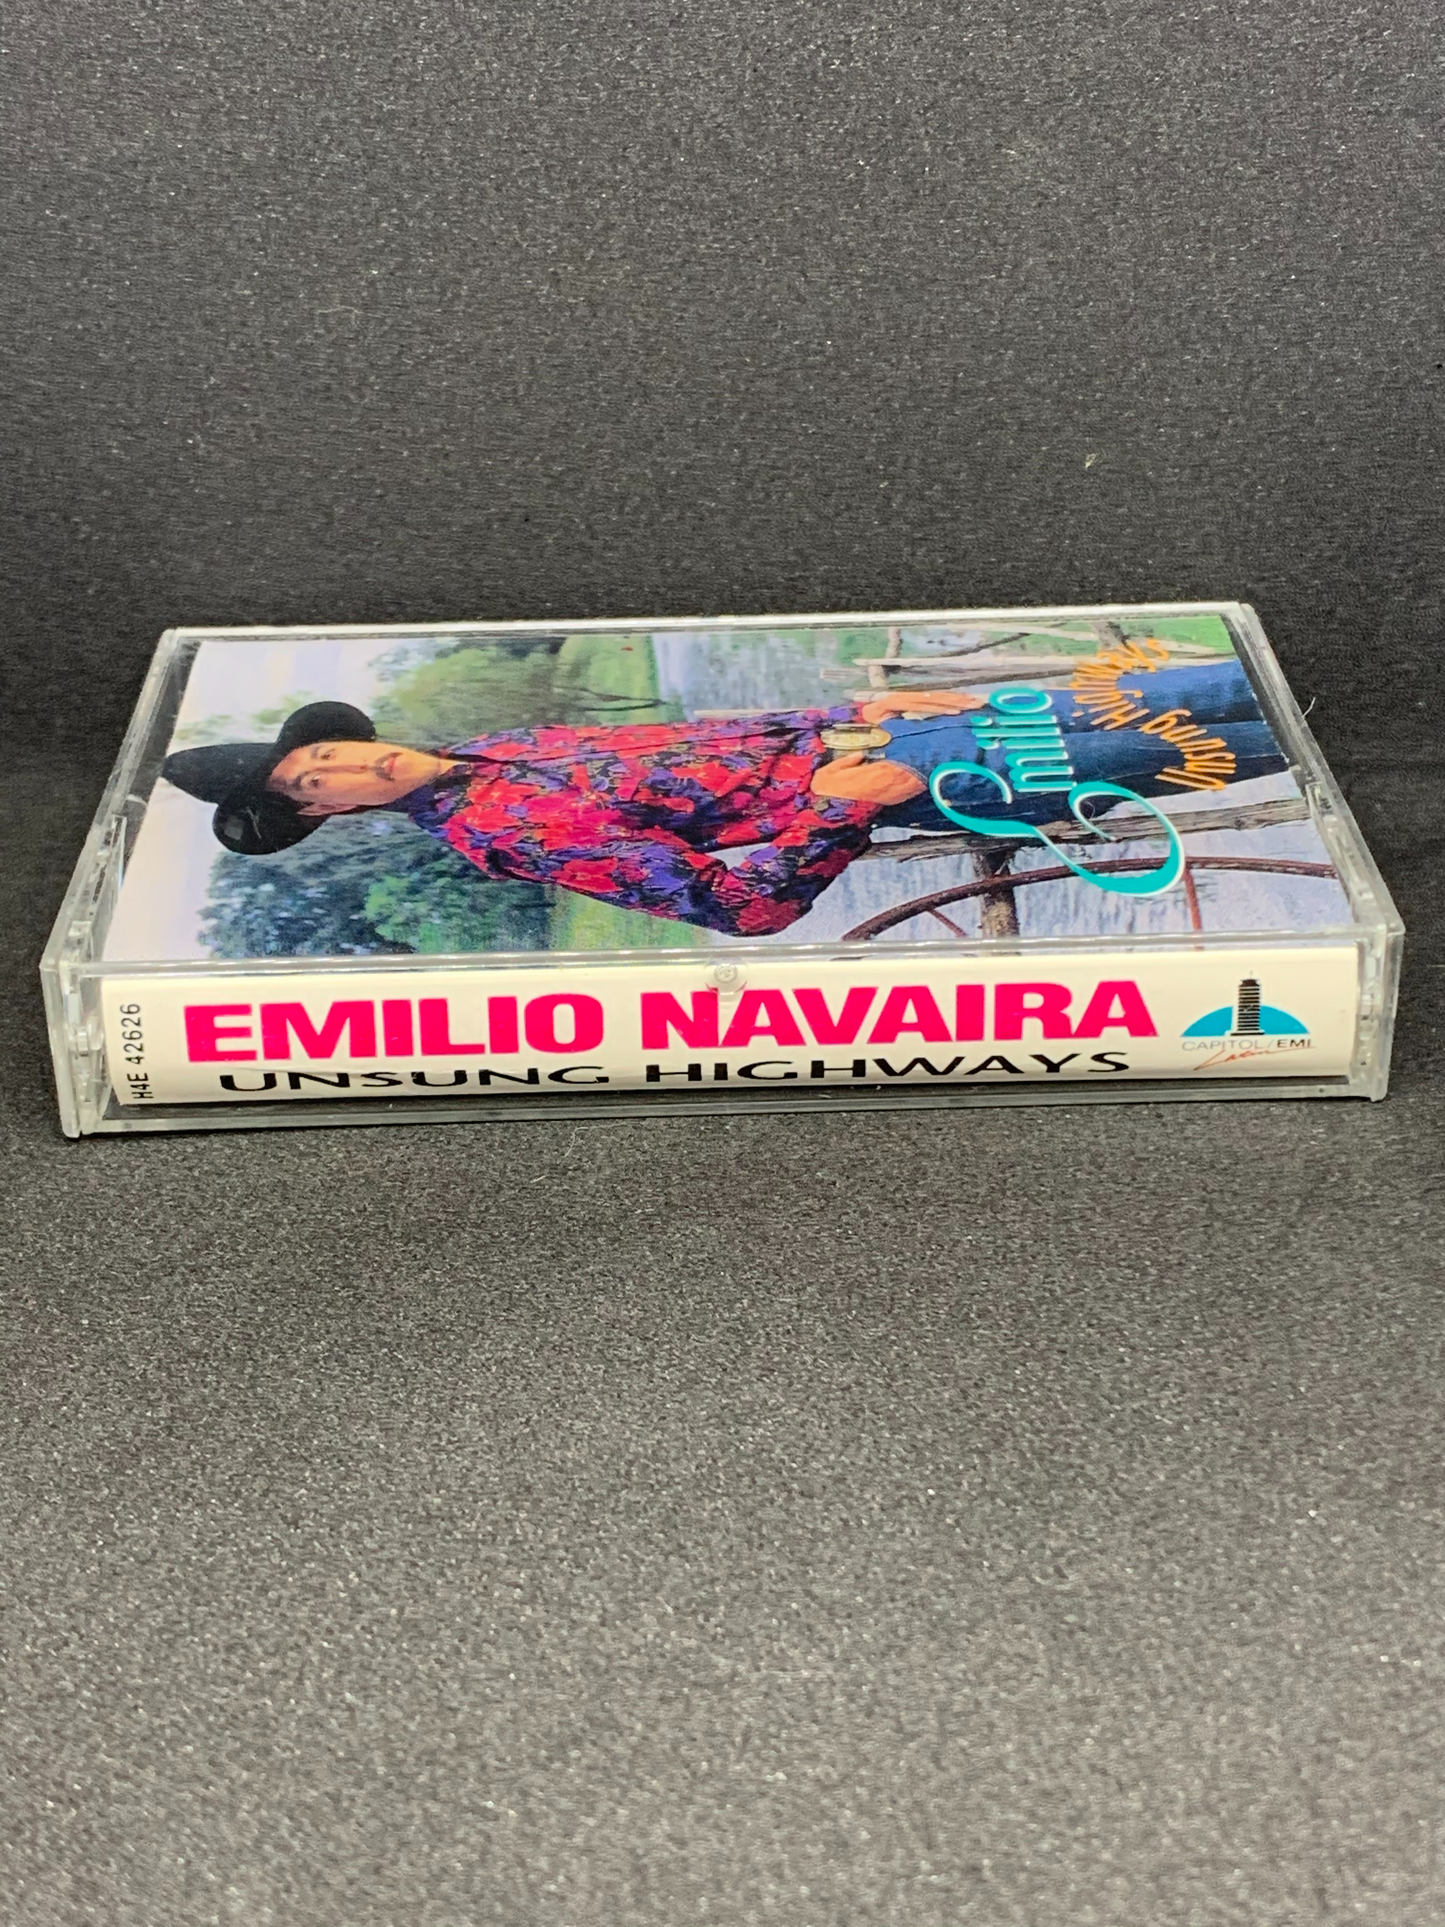 Emilio
Unsung Highways
H4E 42626
EMILIO NAVAIRA
UNSUNG HIGHWAYS
CAPITOL/EMI
Latin